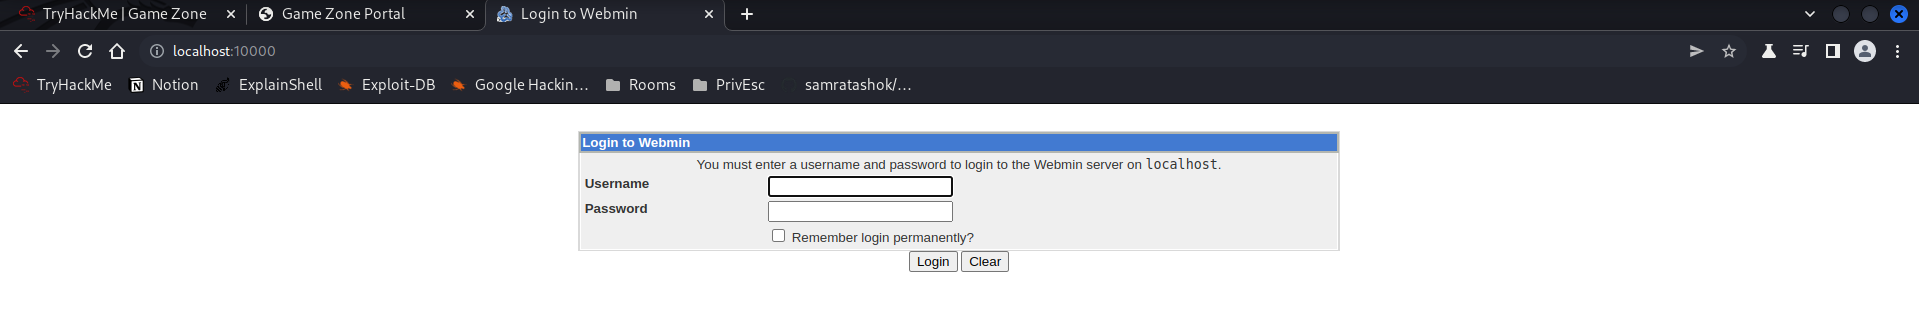 TryHackMe | Game Zone
Game Zone Portal
Login to Webmin
localhost:10000
TryHackMe
Notion
ExplainShell
Exploit-DB
Google Hackin...
Rooms
PrivEsc
samratashok/...
Login to Webmin
You must enter a username and password to login to the Webmin server on localhost.
Username
Password
Remember login permanently?
Login Clear